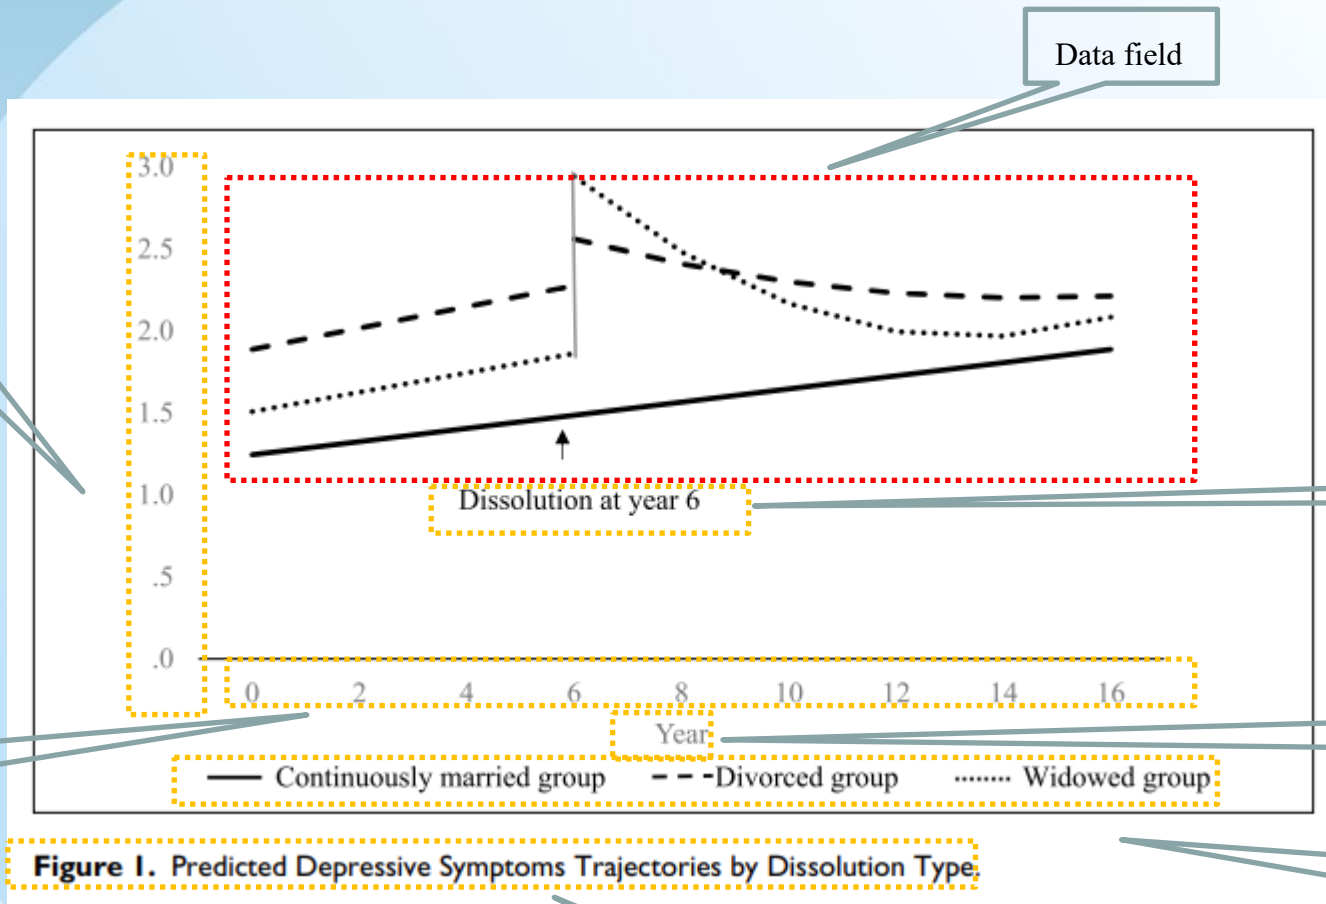 Data field
3.0
2.5
2.0
1.5
1.0
Dissolution at year 6
.5
.0
0 2 4 6 8 10 12 14 16
Year
Continuously married group Divorced group Widowed group
Figure 1. Predicted Depressive Symptoms Trajectories by Dissolution Type.